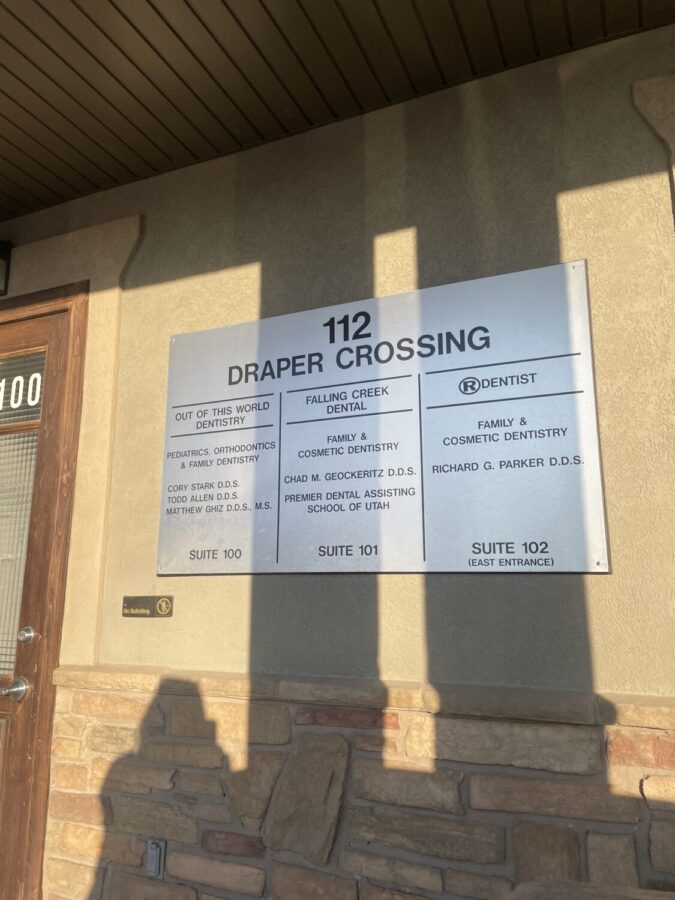 112
DRAPER CROSSING
OUT OF THIS WORLD
DENTISTRY
PEDIATRICS, ORTHODONTICS
& FAMILY DENTISTRY
CORY STARK D.D.S.
TODD ALLEN D.D.S.
MATTHEW GHIZ D.D.S., M.S.
SUITE 100
FALLING CREEK
DENTAL
FAMILY &
COSMETIC DENTISTRY
CHAD M. GEOCKERITZ D.D.S.
PREMIER DENTAL ASSISTING
SCHOOL OF UTAH
SUITE 101
®DENTIST
FAMILY &
COSMETIC DENTISTRY
RICHARD G. PARKER D.D.S.
SUITE 102
(EAST ENTRANCE)
100
No Soliciting